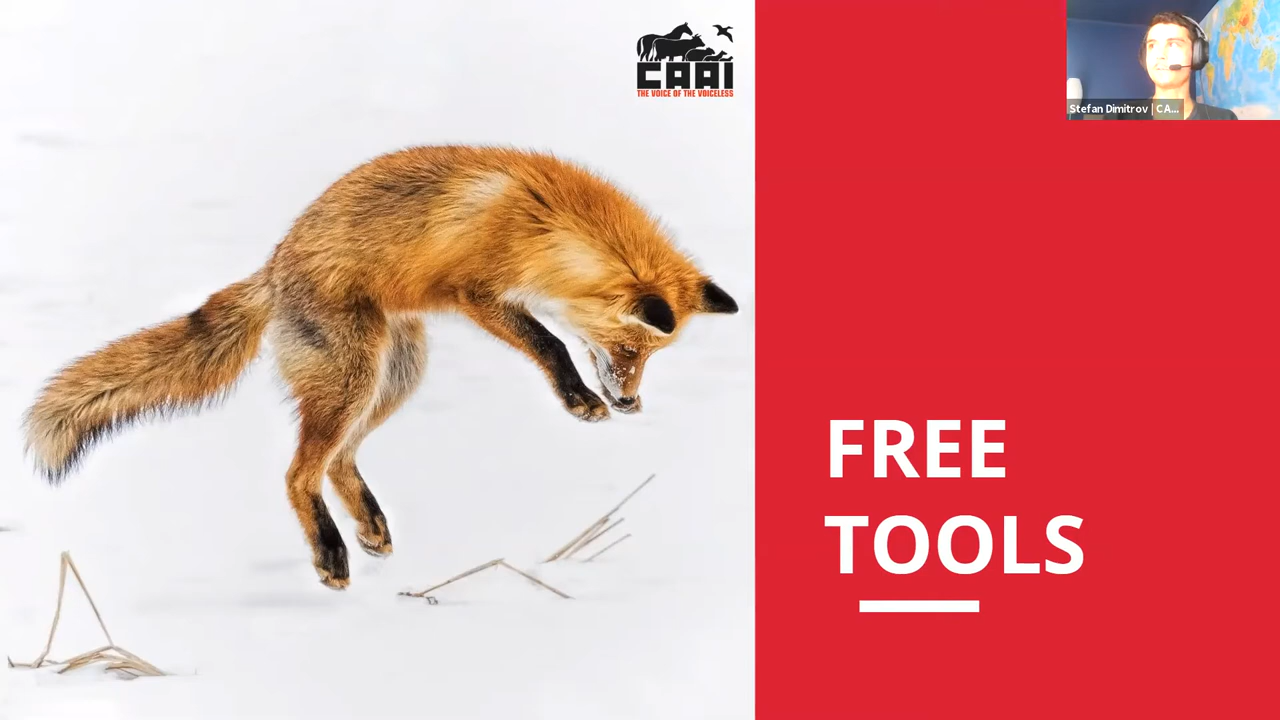 CAAI
THE VOICE OF THE VOICELESS
Stefan Dimitrov | CA...
FREE
TOOLS